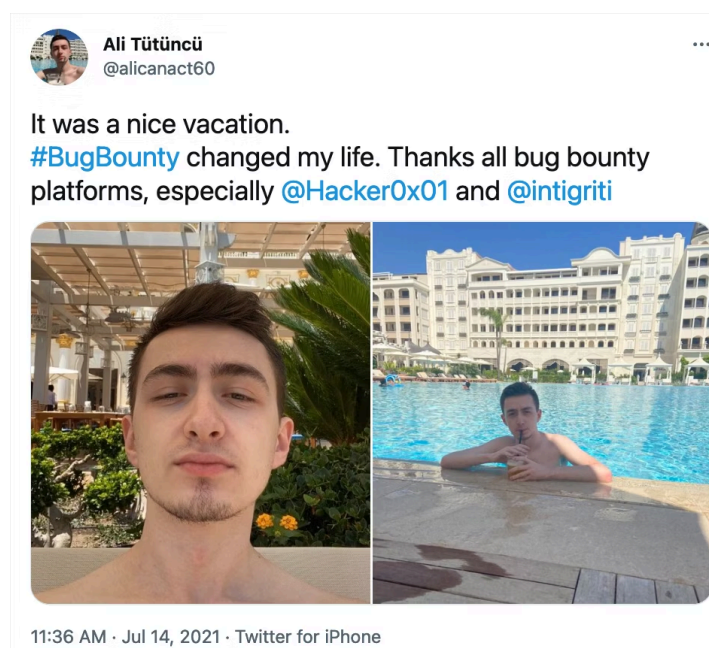 Ali Tütüncü
@alicanact60
It was a nice vacation.
#BugBounty changed my life. Thanks all bug bounty
platforms, especially @Hacker0x01 and @intigriti
11:36 AM · Jul 14, 2021 · Twitter for iPhone